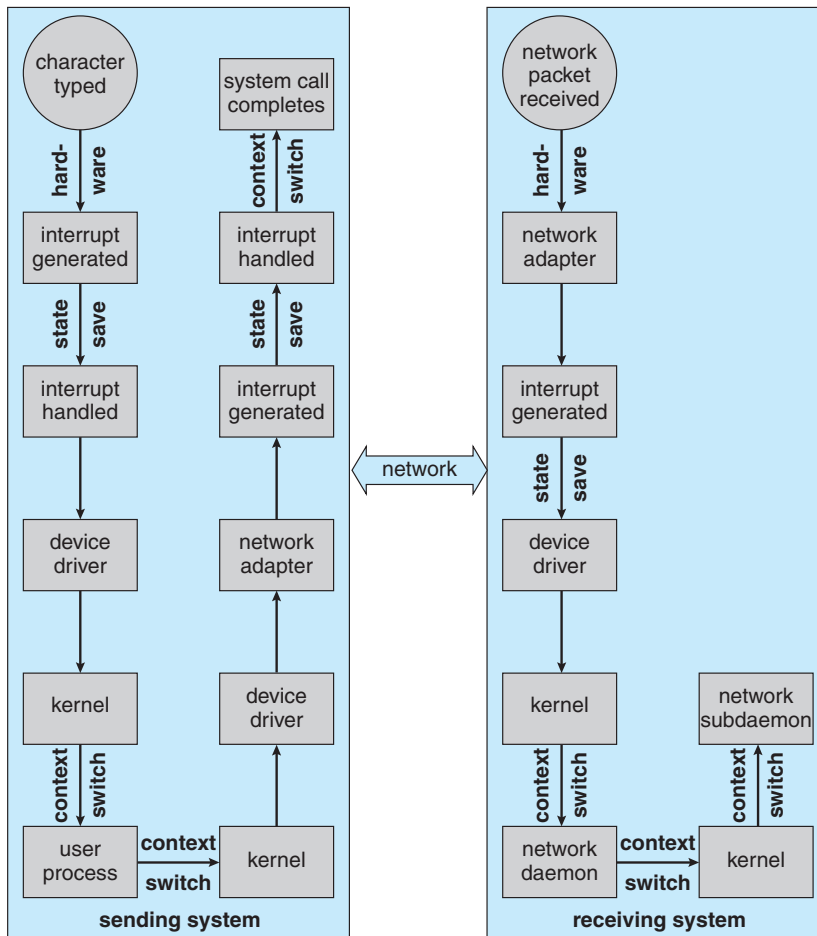 character
typed
hard-
ware
interrupt
generated
state
save
interrupt
handled
device
driver
kernel
context
switch
user
process
context
switch
kernel
device
driver
network
adapter
interrupt
generated
state
save
interrupt
handled
context
switch
system call
completes
sending system
network
network
packet
received
hard-
ware
network
adapter
interrupt
generated
state
save
device
driver
kernel
context
switch
network
daemon
context
switch
kernel
context
switch
network
subdaemon
receiving system